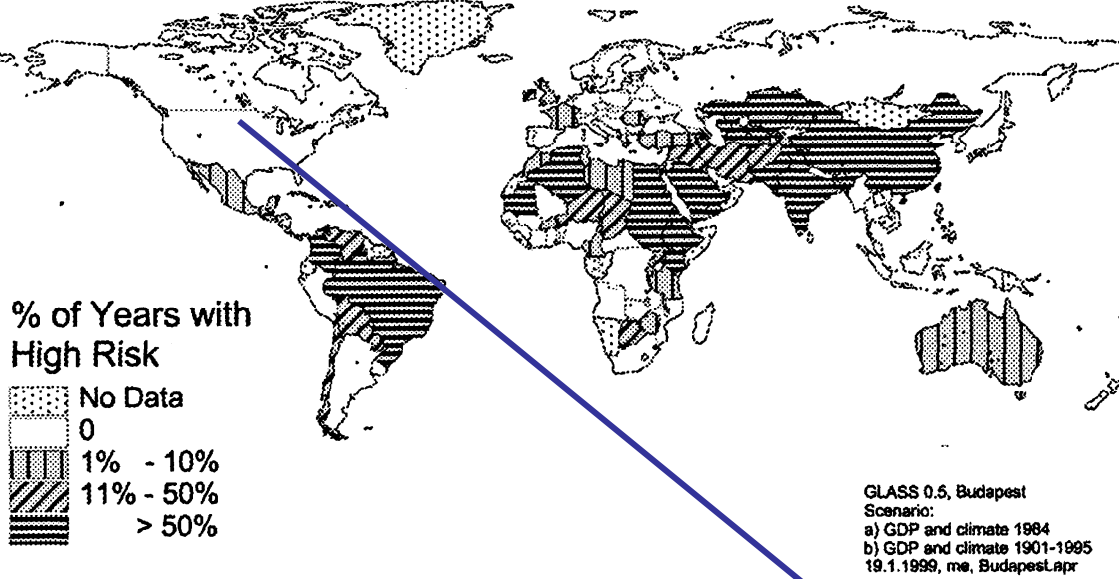 % of Years with
High Risk
No Data
0
1% - 10%
11% - 50%
> 50%
GLASS 0.5, Budapest
Scenario:
a) GDP and climate 1984
b) GDP and climate 1901-1995
19.1.1999, me, Budapest.apr